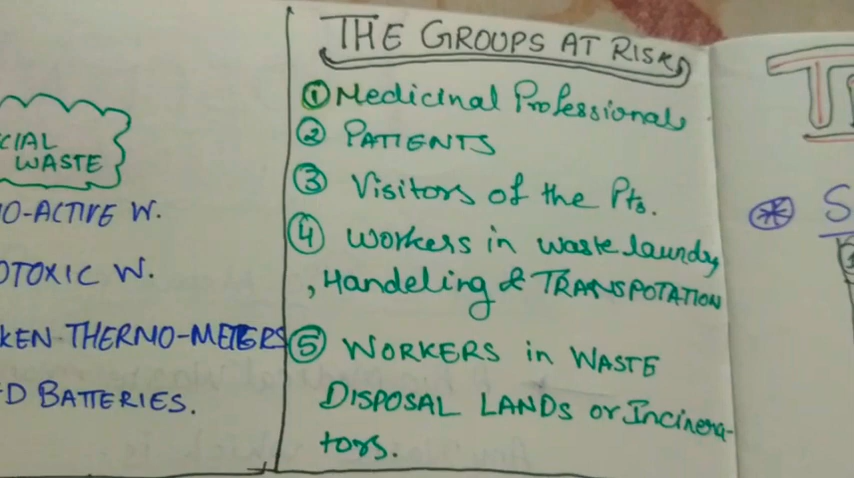 CIAL
WASTE
O-ACTIVE W.
OTOXIC W.
KEN THERMO-METERS
D BATTERIES.
THE GROUPS AT RISK
① Medicinal Professionals
② PATIENTS
③ Visitors of the Pts.
④ Workers in waste laundry
, Handeling & TRANSPOTATION
⑤ WORKERS in WASTE
DISPOSAL LANDS or Incinera-
tors.